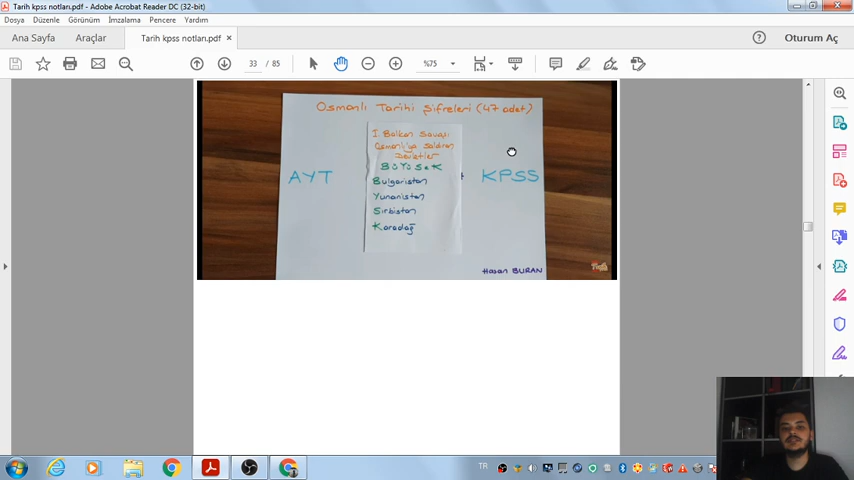 Tarih kpss notları.pdf - Adobe Acrobat Reader DC (32-bit)
Dosya Düzenle Görünüm İmzalama Pencere Yardım
Ana Sayfa Araçlar Tarih kpss notları.pdf Oturum Aç
33 / 85 %75
Osmanlı Tarihi Şifreleri (47 adet)
I. Balkan Savaşı
Osmanlı'ya Saldıran
Devletler
BÜYÜSeK
AYT
KPSS
Bulgaristan
Yunanistan
Sırbistan
Karadağ
Hasan BURAN
TR